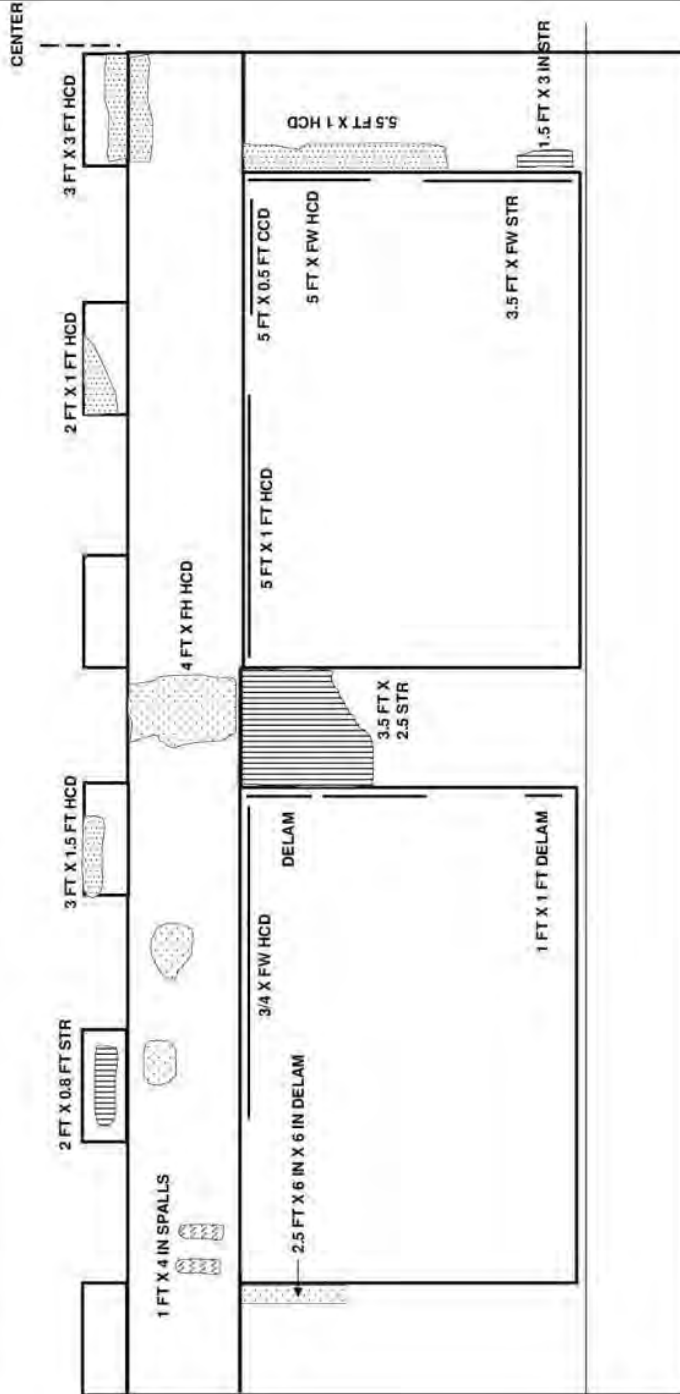 CENTER
2 FT X 0.8 FT STR
3 FT X 1.5 FT HCD
2 FT X 1 FT HCD
3 FT X 3 FT HCD
1 FT X 4 IN SPALLS
4 FT X FH HCD
3/4 X FW HCD
5 FT X 1 FT HCD
5 FT X 0.5 FT CCD
2.5 FT X 6 IN X 6 IN DELAM
DELAM
5 FT X FW HCD
5.5 FT X 1 HCD
3.5 FT X
2.5 STR
1 FT X 1 FT DELAM
3.5 FT X FW STR
1.5 FT X 3 IN STR